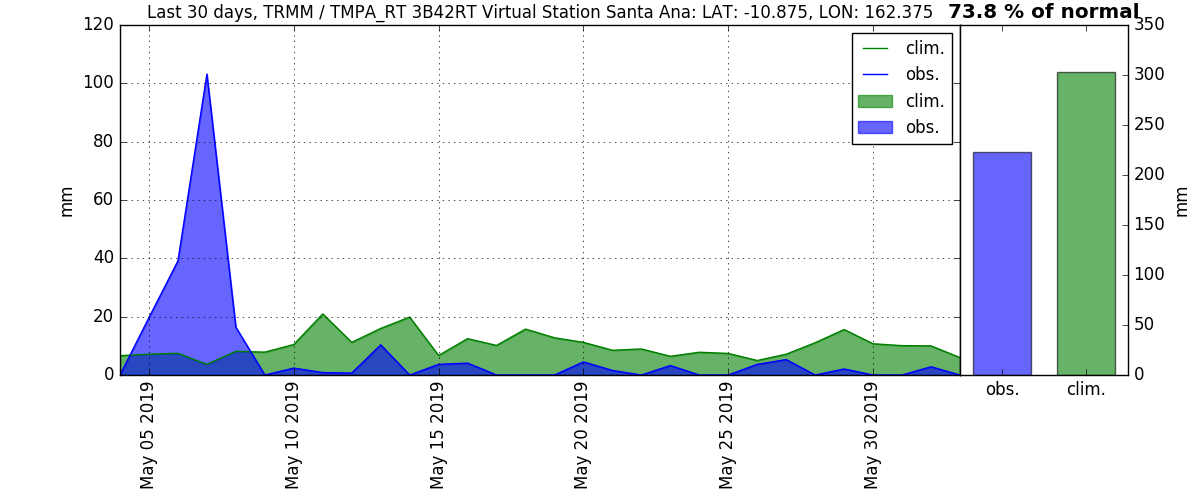 Last 30 days, TRMM / TMPA_RT 3B42RT Virtual Station Santa Ana: LAT: -10.875, LON: 162.375
73.8 % of normal
120
100
80
60
40
20
0
mm
clim.
obs.
clim.
obs.
May 05 2019
May 10 2019
May 15 2019
May 20 2019
May 25 2019
May 30 2019
350
300
250
200
150
100
50
0
mm
obs.
clim.